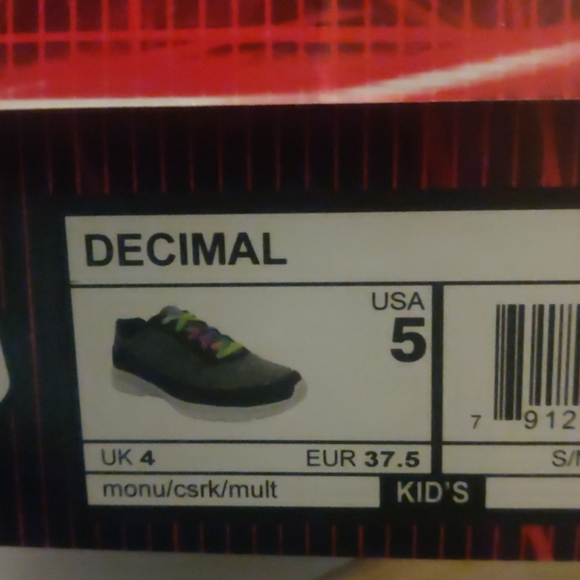 DECIMAL
USA
5
UK 4 EUR 37.5
monu/csrk/mult
KID'S
7 912